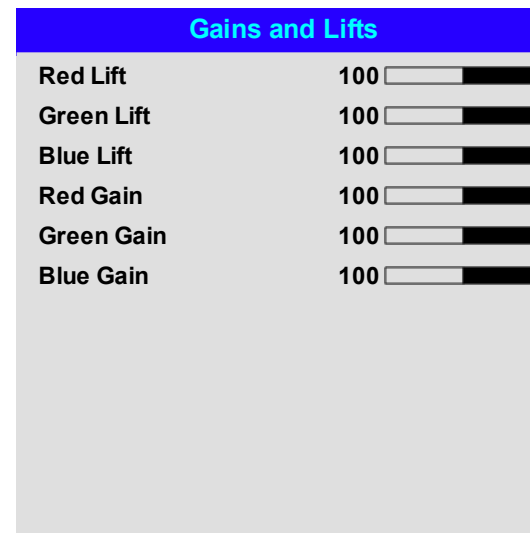 Gains and Lifts
Red Lift 100
Green Lift 100
Blue Lift 100
Red Gain 100
Green Gain 100
Blue Gain 100